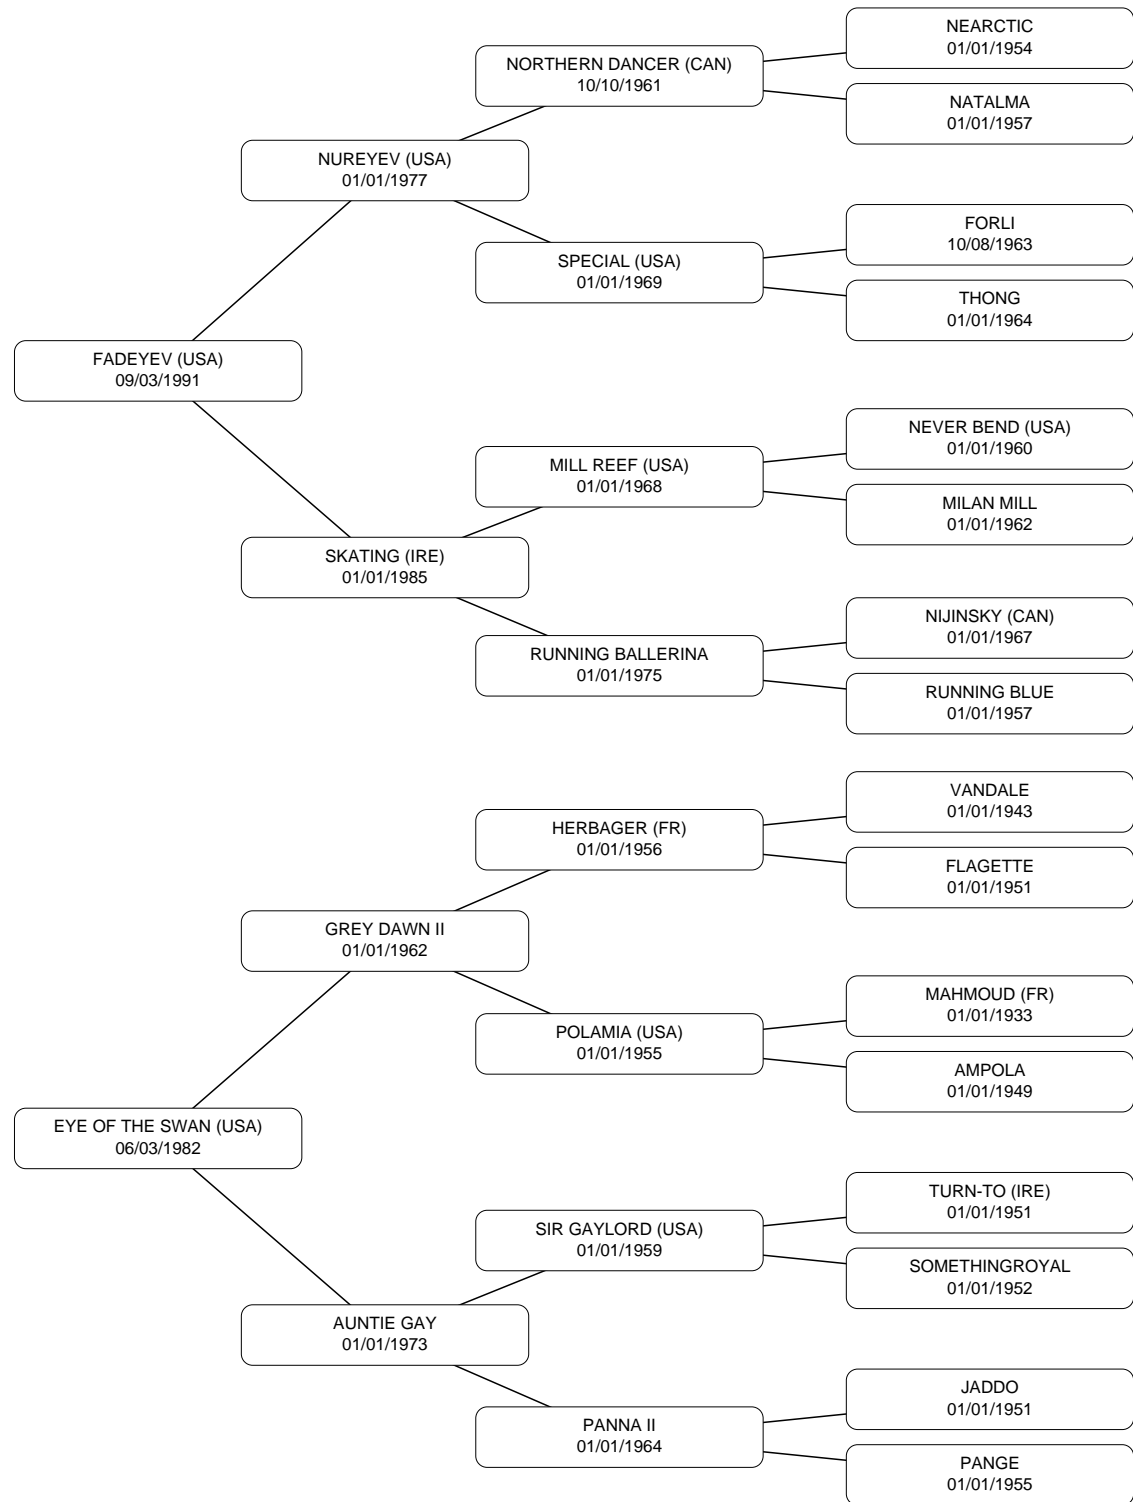 NEARCTIC
01/01/1954
NORTHERN DANCER (CAN)
10/10/1961
NATALMA
01/01/1957
NUREYEV (USA)
01/01/1977
FORLI
10/08/1963
SPECIAL (USA)
01/01/1969
THONG
01/01/1964
FADEYEV (USA)
09/03/1991
NEVER BEND (USA)
01/01/1960
MILL REEF (USA)
01/01/1968
MILAN MILL
01/01/1962
SKATING (IRE)
01/01/1985
NIJINSKY (CAN)
01/01/1967
RUNNING BALLERINA
01/01/1975
RUNNING BLUE
01/01/1957
VANDALE
01/01/1943
HERBAGER (FR)
01/01/1956
FLAGETTE
01/01/1951
GREY DAWN II
01/01/1962
MAHMOUD (FR)
01/01/1933
POLAMIA (USA)
01/01/1955
AMPOLA
01/01/1949
EYE OF THE SWAN (USA)
06/03/1982
TURN-TO (IRE)
01/01/1951
SIR GAYLORD (USA)
01/01/1959
SOMETHINGROYAL
01/01/1952
AUNTIE GAY
01/01/1973
JADDO
01/01/1951
PANNA II
01/01/1964
PANGE
01/01/1955